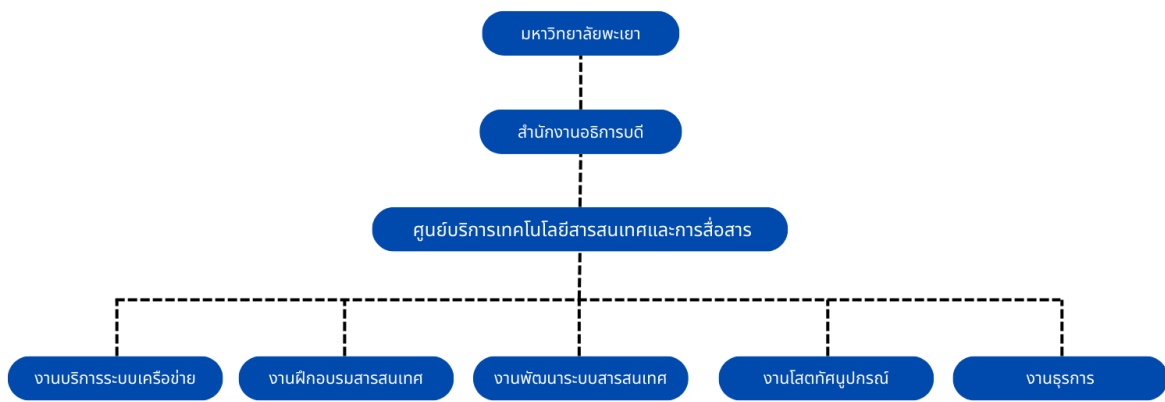 มหาวิทยาลัยพะเยา
สำนักงานอธิการบดี
ศูนย์บริการเทคโนโลยีสารสนเทศและการสื่อสาร
งานบริการระบบเครือข่าย
งานฝึกอบรมสารสนเทศ
งานพัฒนาระบบสารสนเทศ
งานโสตทัศนูปกรณ์
งานธุรการ